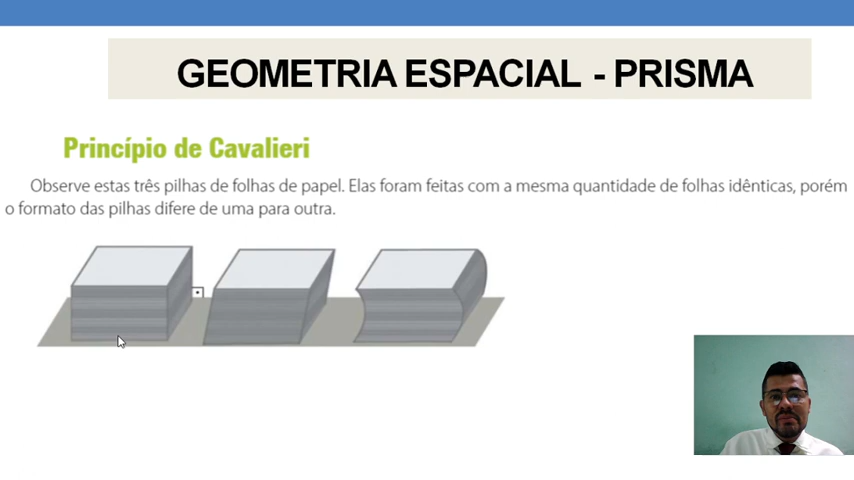 GEOMETRIA ESPACIAL - PRISMA
Princípio de Cavalieri
Observe estas três pilhas de folhas de papel. Elas foram feitas com a mesma quantidade de folhas idênticas, porém
o formato das pilhas difere de uma para outra.